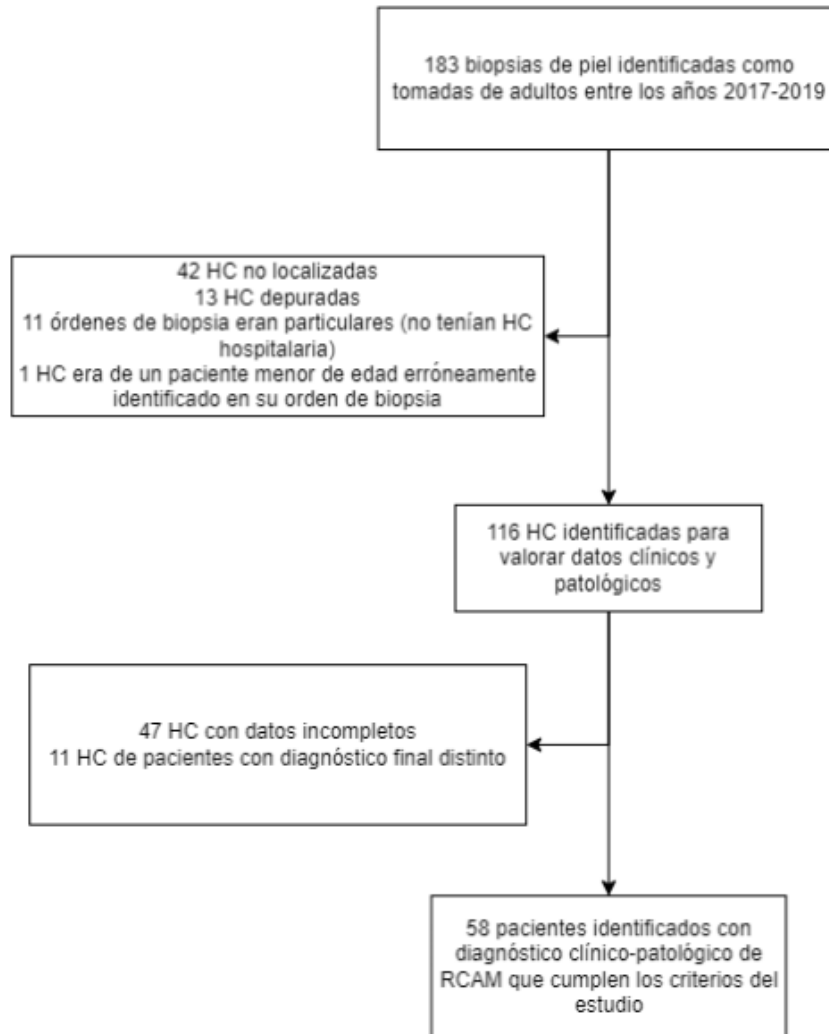 183 biopsias de piel identificadas como
tomadas de adultos entre los años 2017-2019
42 HC no localizadas
13 HC depuradas
11 órdenes de biopsia eran particulares (no tenían HC
hospitalaria)
1 HC era de un paciente menor de edad erróneamente
identificado en su orden de biopsia
116 HC identificadas para
valorar datos clínicos y
patológicos
47 HC con datos incompletos
11 HC de pacientes con diagnóstico final distinto
58 pacientes identificados con
diagnóstico clínico-patológico de
RCAM que cumplen los criterios del
estudio